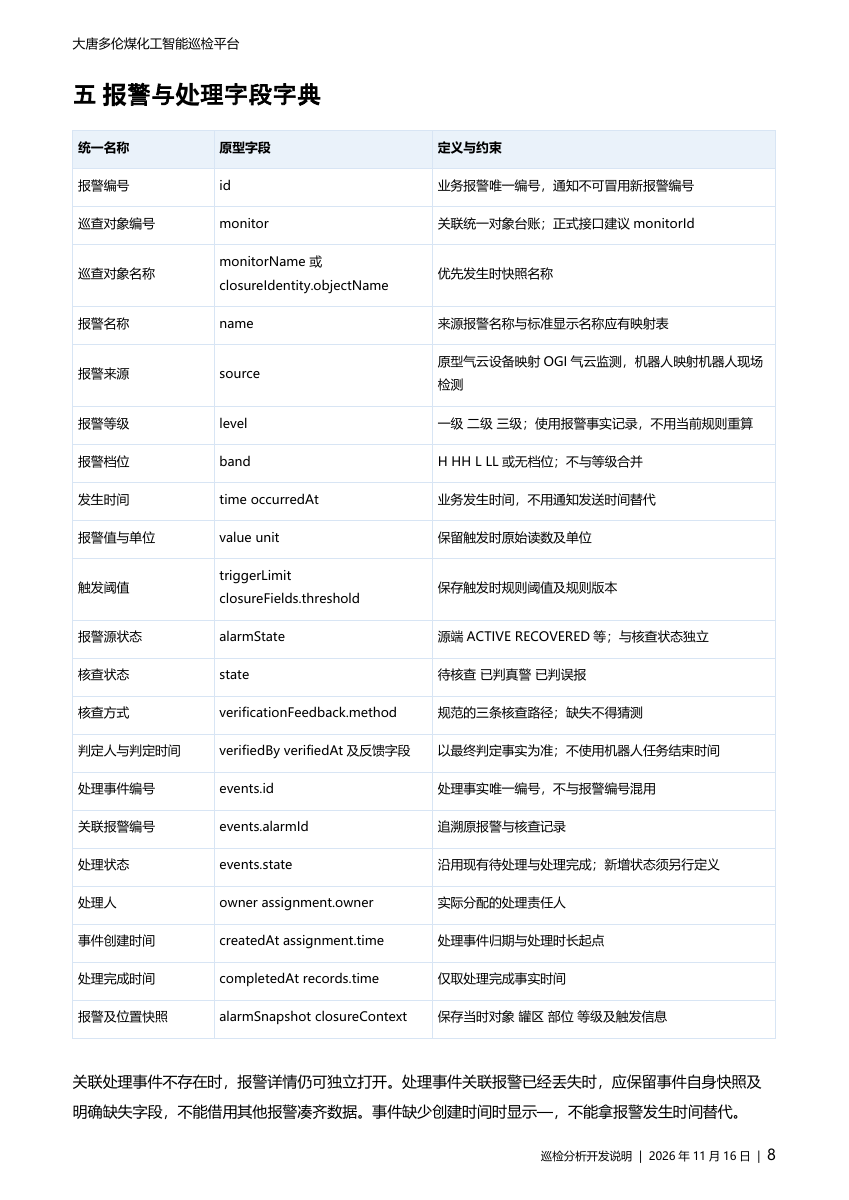 大唐多伦煤化工智能巡检平台
五 报警与处理字段字典
统一名称 原型字段 定义与约束
报警编号 id 业务报警唯一编号，通知不可冒用新报警编号
巡查对象编号 monitor 关联统一对象台账；正式接口建议 monitorId
巡查对象名称 monitorName 或 closureIdentity.objectName 优先发生时快照名称
报警名称 name 来源报警名称与标准显示名称应有映射表
报警来源 source 原型气云设备映射 OGI 气云监测，机器人映射机器人现场检测
报警等级 level 一级 二级 三级；使用报警事实记录，不用当前规则重算
报警档位 band H HH L LL 或无档位；不与等级合并
发生时间 time occurredAt 业务发生时间，不用通知发送时间替代
报警值与单位 value unit 保留触发时原始读数及单位
触发阈值 triggerLimit closureFields.threshold 保存触发时规则阈值及规则版本
报警源状态 alarmState 源端 ACTIVE RECOVERED 等；与核查状态独立
核查状态 state 待核查 已判真警 已判误报
核查方式 verificationFeedback.method 规范的三条核查路径；缺失不得猜测
判定人与判定时间 verifiedBy verifiedAt 及反馈字段 以最终判定事实为准；不使用机器人任务结束时间
处理事件编号 events.id 处理事实唯一编号，不与报警编号混用
关联报警编号 events.alarmId 追溯原报警与核查记录
处理状态 events.state 沿用现有待处理与处理完成；新增状态须另行定义
处理人 owner assignment.owner 实际分配的处理责任人
事件创建时间 createdAt assignment.time 处理事件归期与处理时长起点
处理完成时间 completedAt records.time 仅取处理完成事实时间
报警及位置快照 alarmSnapshot closureContext 保存当时对象 罐区 部位 等级及触发信息
关联处理事件不存在时，报警详情仍可独立打开。处理事件关联报警已经丢失时，应保留事件自身快照及
明确缺失字段，不能借用其他报警凑齐数据。事件缺少创建时间时显示—，不能拿报警发生时间替代。
巡检分析开发说明 | 2026 年 11 月 16 日 | 8